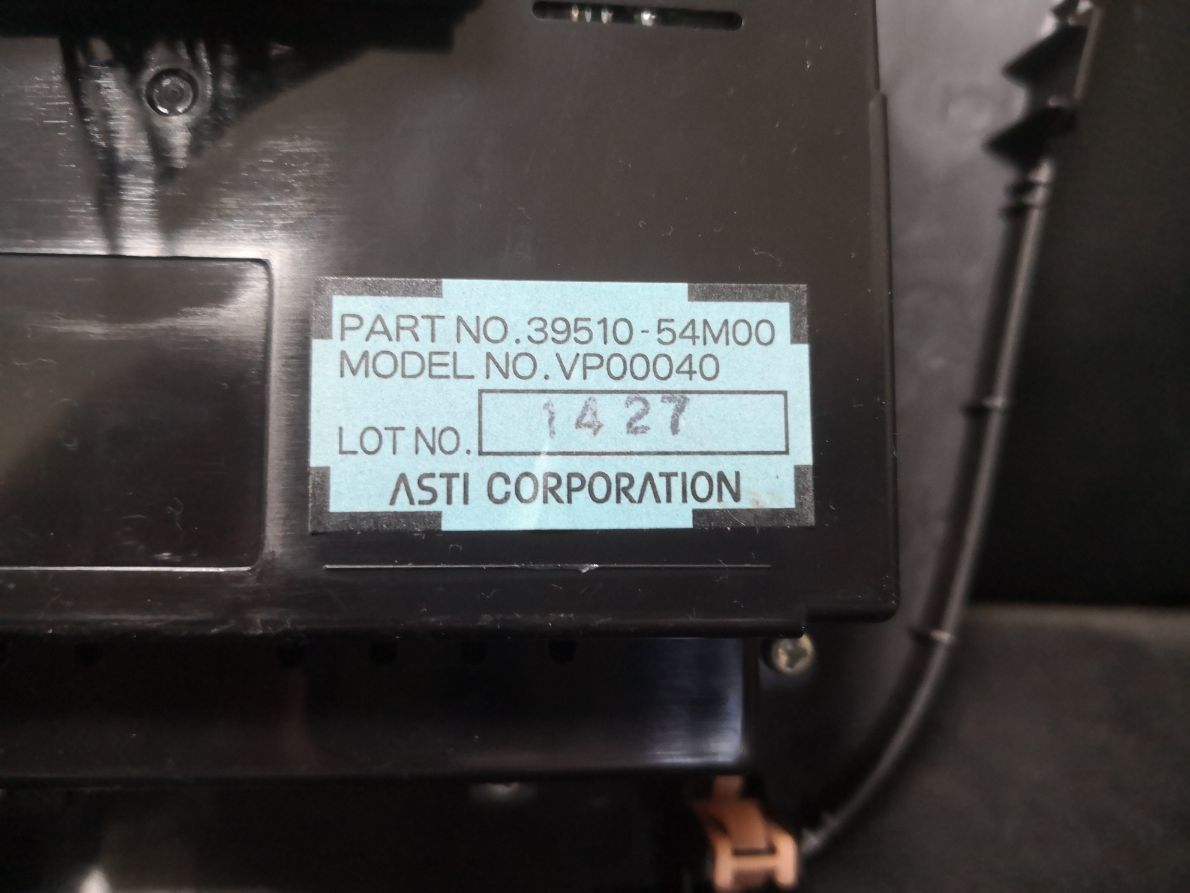 PART NO.39510-54M00
MODEL NO.VP00040
LOT NO. 1427
ASTI CORPORATION